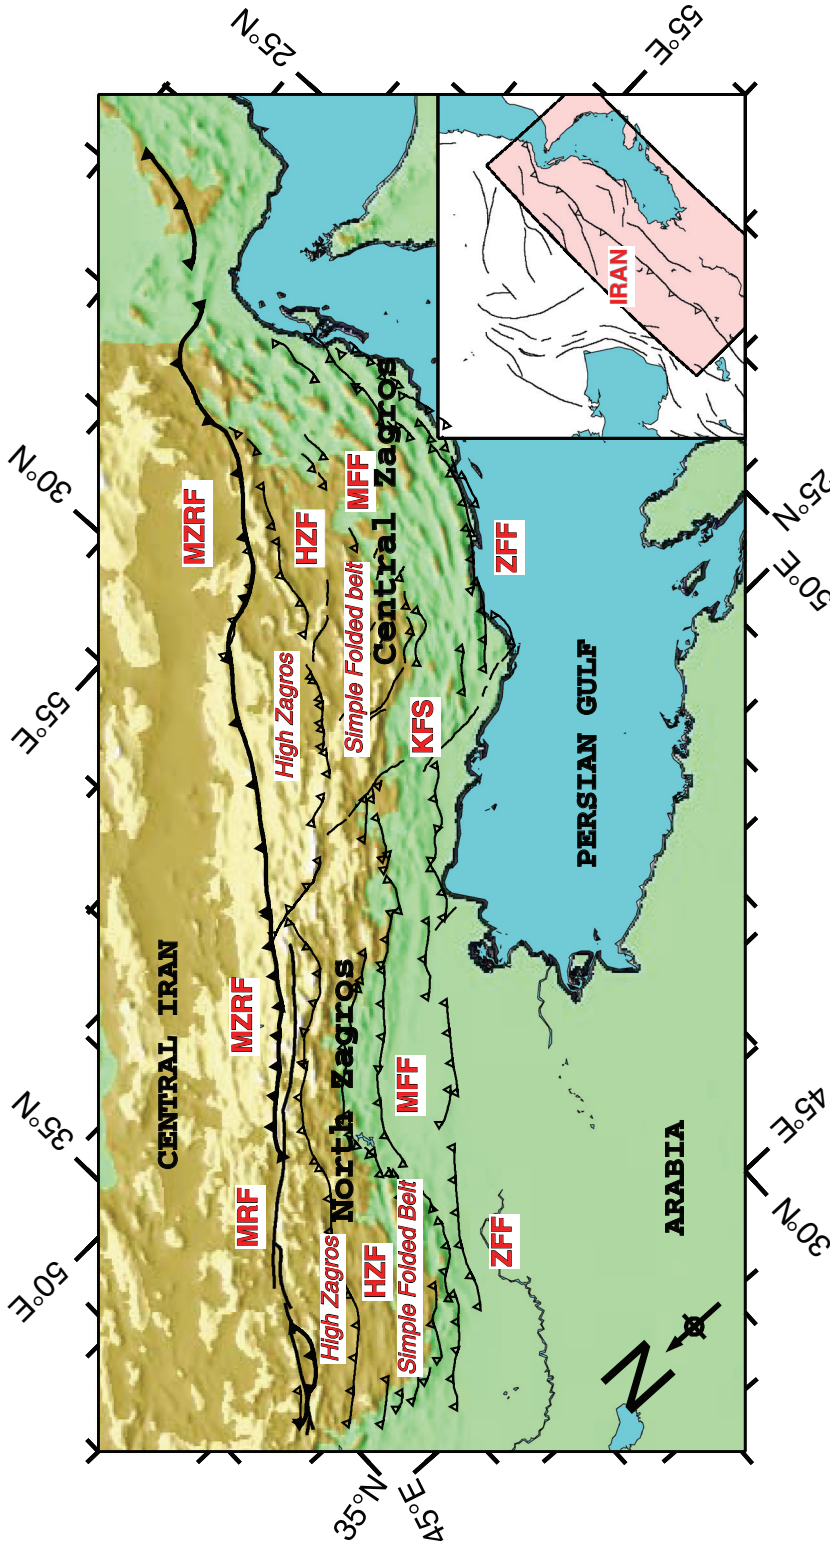 50°E
35°N
55°E
30°N
25°N
55°E
CENTRAL IRAN
MRF
MZRF
MZRF
High Zagros
North Zagros
High Zagros
HZF
HZF
Simple Folded Belt
MFF
Simple Folded belt
MFF
Central Zagros
KFS
ZFF
ZFF
PERSIAN GULF
ARABIA
IRAN
N
35°N
45°E
30°N
45°E
50°E
25°N